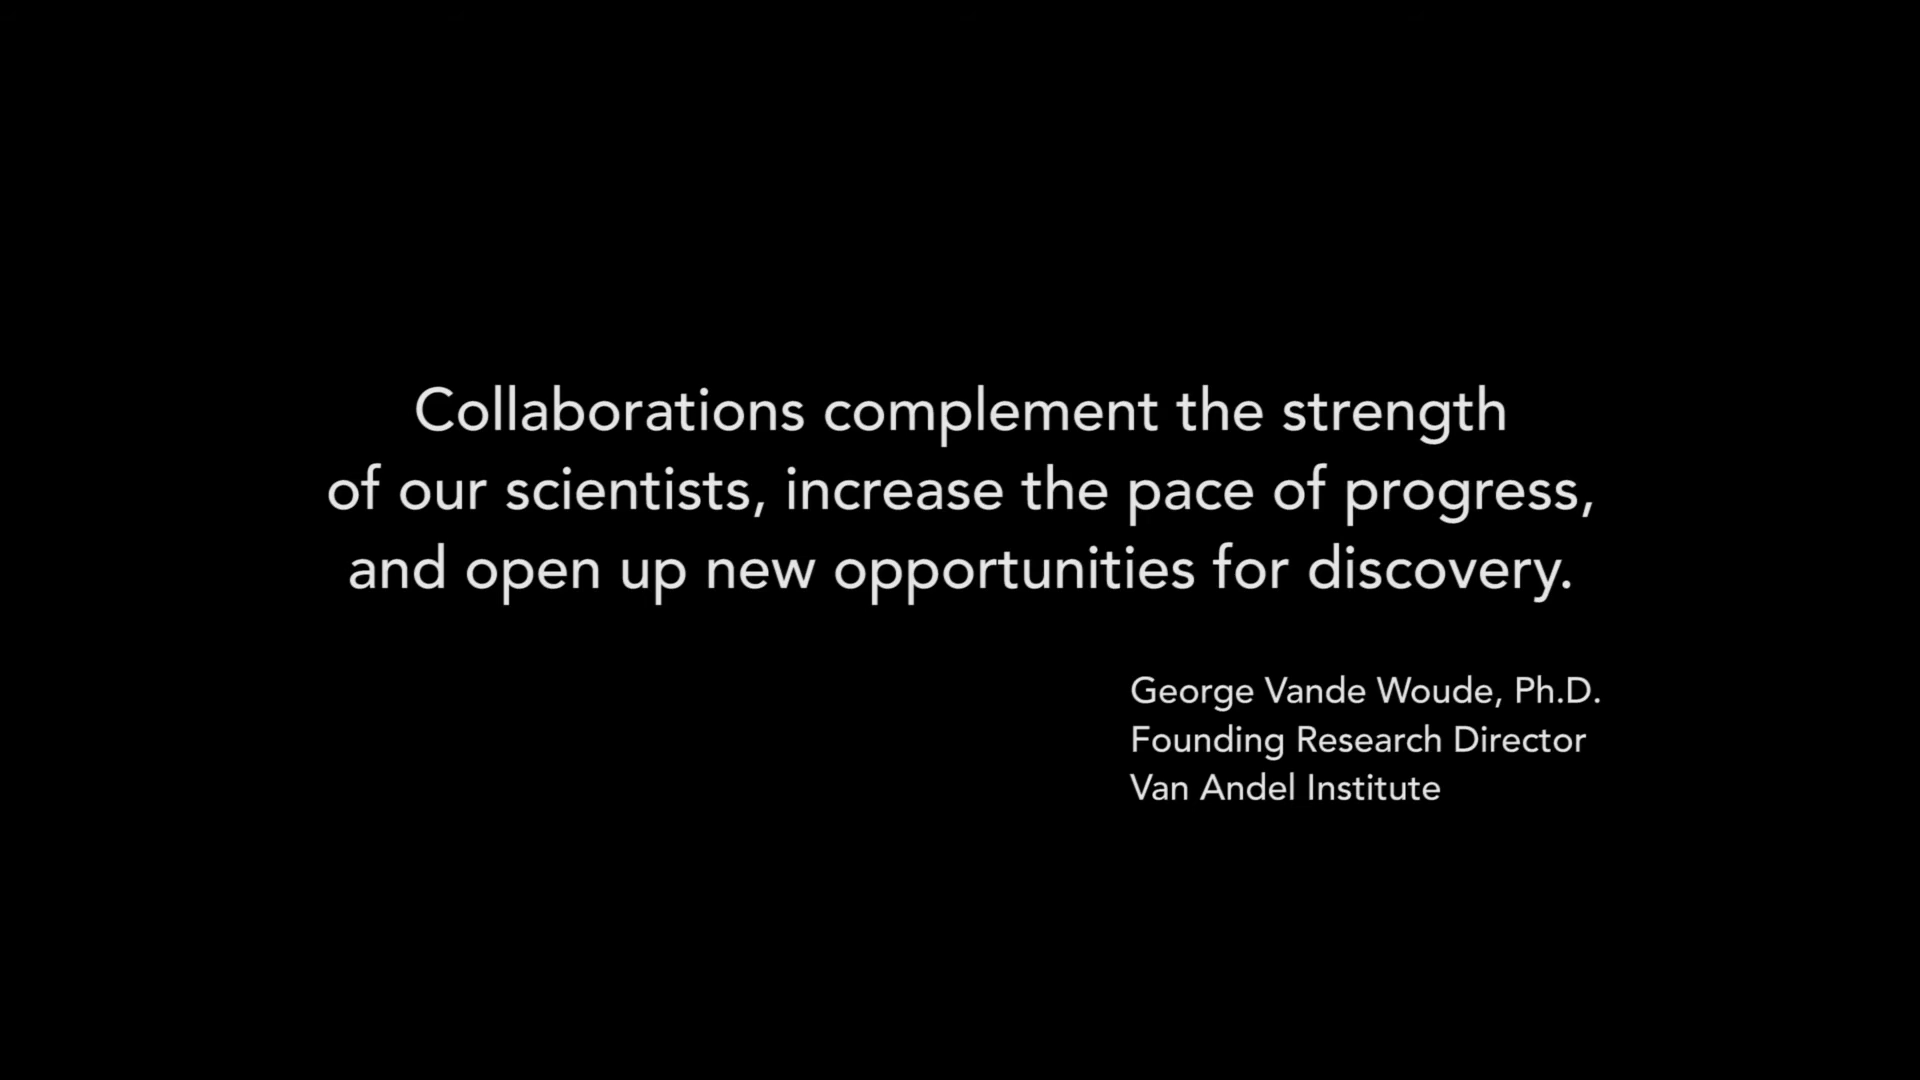 Collaborations complement the strength
of our scientists, increase the pace of progress,
and open up new opportunities for discovery.
George Vande Woude, Ph.D.
Founding Research Director
Van Andel Institute